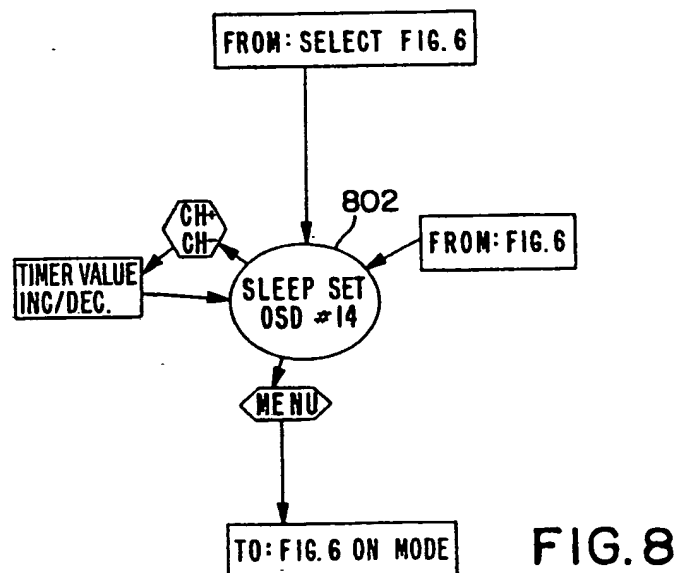 FROM: SELECT FIG. 6
802
CH+
CH-
FROM: FIG. 6
TIMER VALUE
INC/DEC.
SLEEP SET
OSD #14
MENU
TO: FIG. 6 ON MODE
FIG. 8